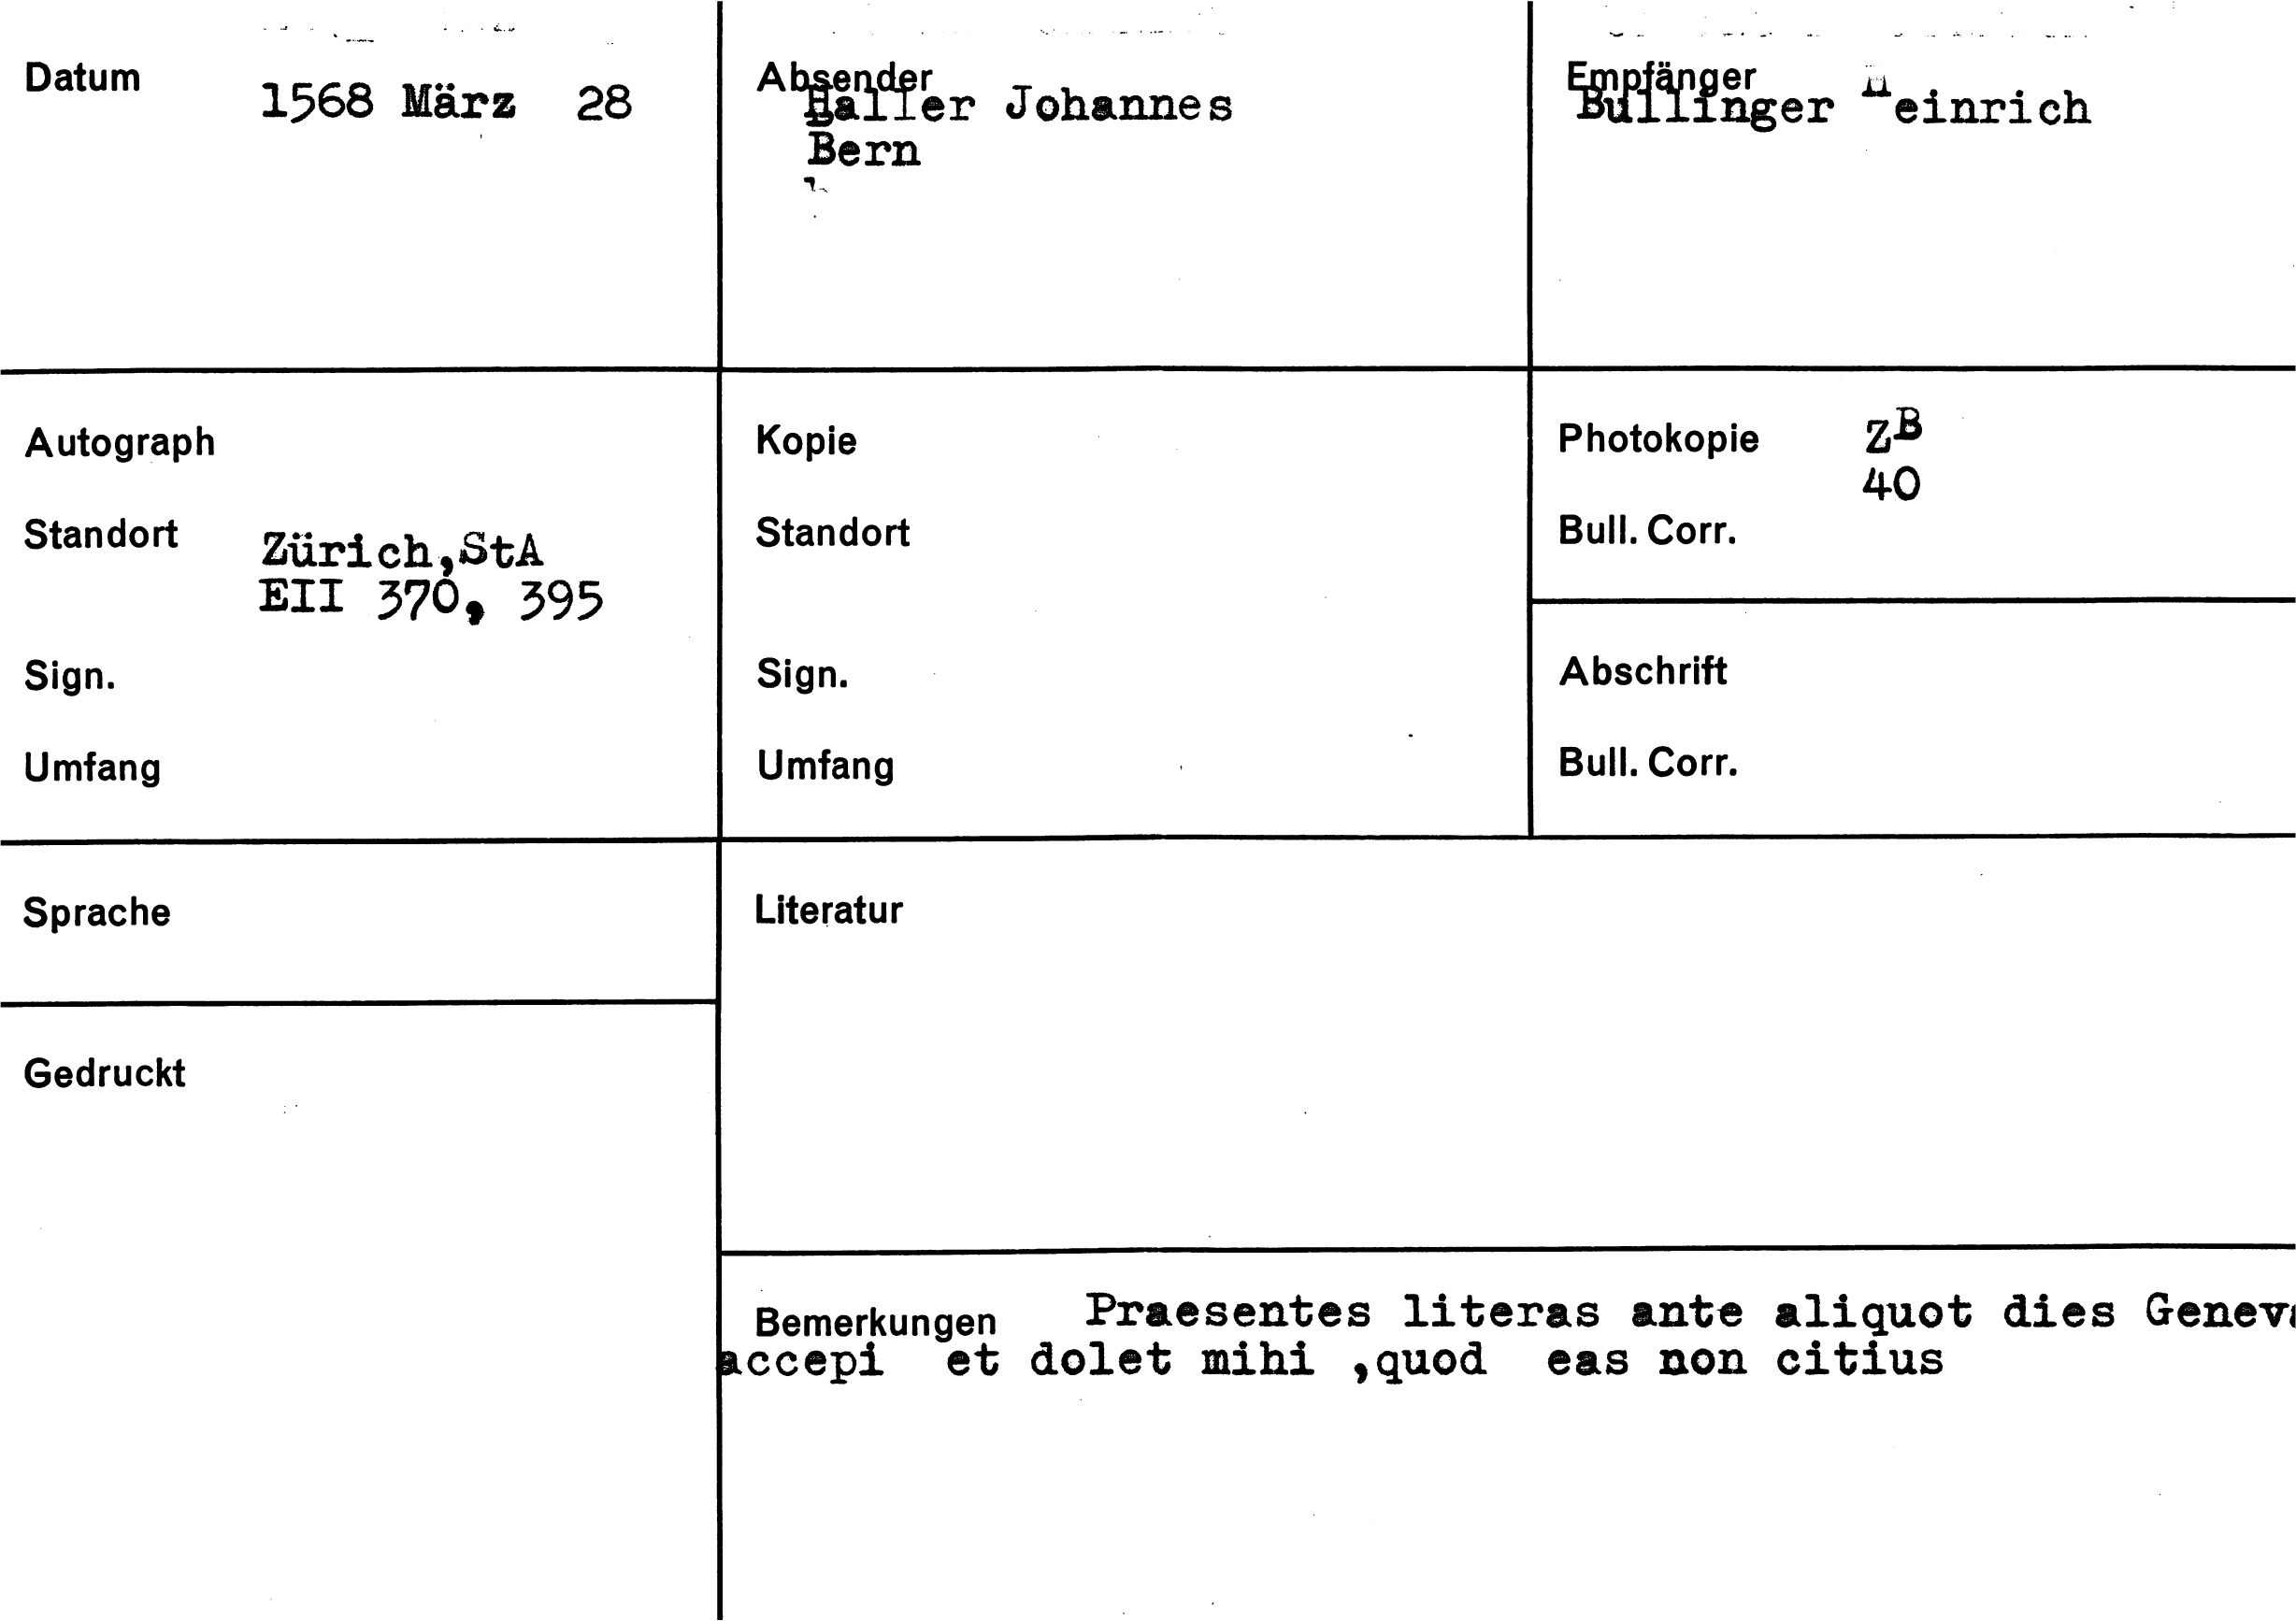 Datum 1568 März 28
Absender
Haller Johannes
Bern
Empfänger
Bullinger Heinrich
Autograph
Standort Zürich,StA
EII 370, 395
Sign.
Umfang
Kopie
Standort
Sign.
Umfang
Photokopie ZB
40
Bull. Corr.
Abschrift
Bull. Corr.
Sprache
Gedruckt
Literatur
Bemerkungen Praesentes literas ante aliquot dies Geneva
accepi et dolet mihi ,quod eas non citius